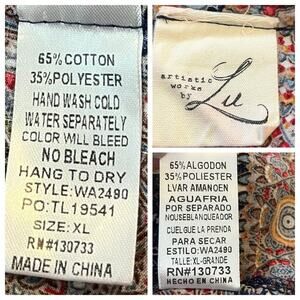 65% COTTON
35% POLYESTER
HAND WASH COLD
WATER SEPARATELY
COLOR WILL BLEED
NO BLEACH
HANG TO DRY
STYLE: WA2490
PO: TL19541
SIZE: XL
RN#130733
MADE IN CHINA
artistic
works
by
Lu
65% ALGODON
35% POLIESTER
LVAR AMANOEN
AGUAFRIA
POR SEPARADO
NOUSEBLANQUEADOR
CUELGUE LA PRENDA
PARA SECAR
ESTILO: WA2490
TALLE: XL-GRANDE
RN#130733
HECHO EN CHINA